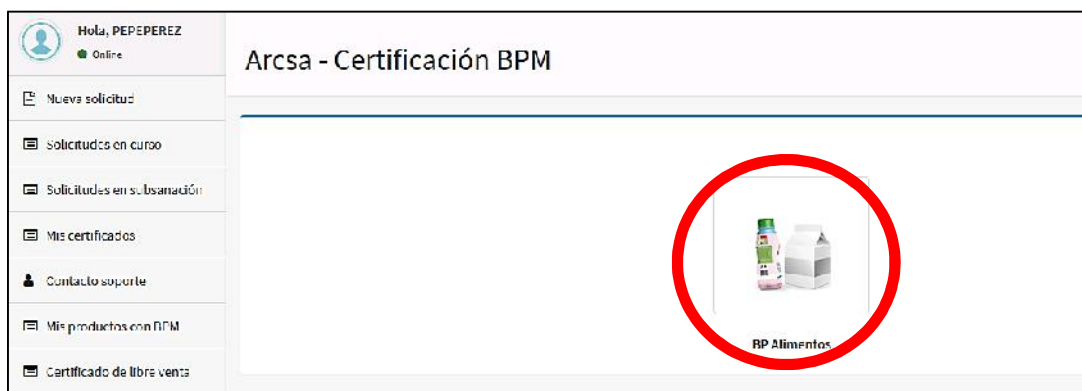 Hola, PEPEPEREZ
Online
Arcsa - Certificación BPM
Nueva solicitud
Solicitudes en curso
Solicitudes en subsanación
Mis certificados
Contacto soporte
Mis productos con BPM
Certificado de libre venta
BP Alimentos